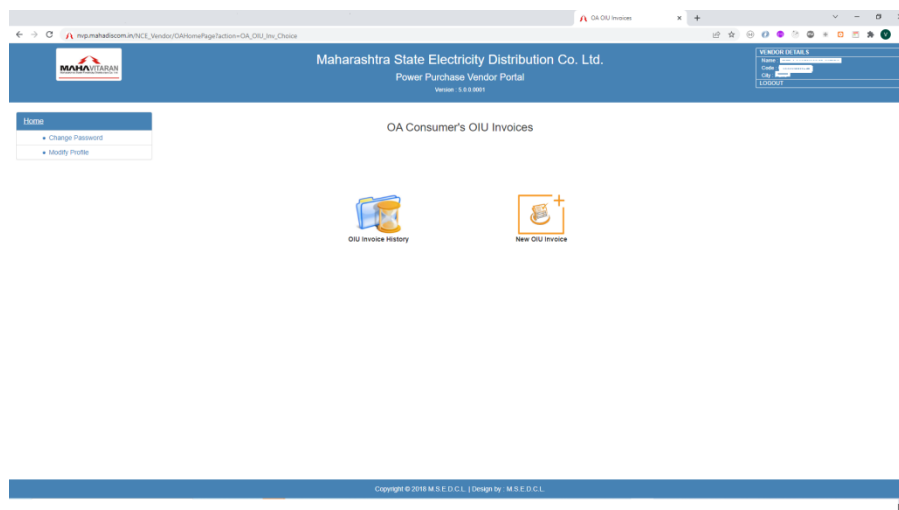 OA OIU Invoices
nvp.mahadiscom.in/NCE_Vendor/OAHomePage?action=OA_OIU_Inv_Choice
MAHAVITARAN
Maharashtra State Electricity Distribution Co. Ltd.
Power Purchase Vendor Portal
Version : 5.0.0.0001
VENDOR DETAILS
Name
Code
City
LOGOUT
Home
Change Password
Modify Profile
OA Consumer's OIU Invoices
OIU Invoice History
New OIU Invoice
Copyright © 2018 M.S.E.D.C.L. | Design by : M.S.E.D.C.L.